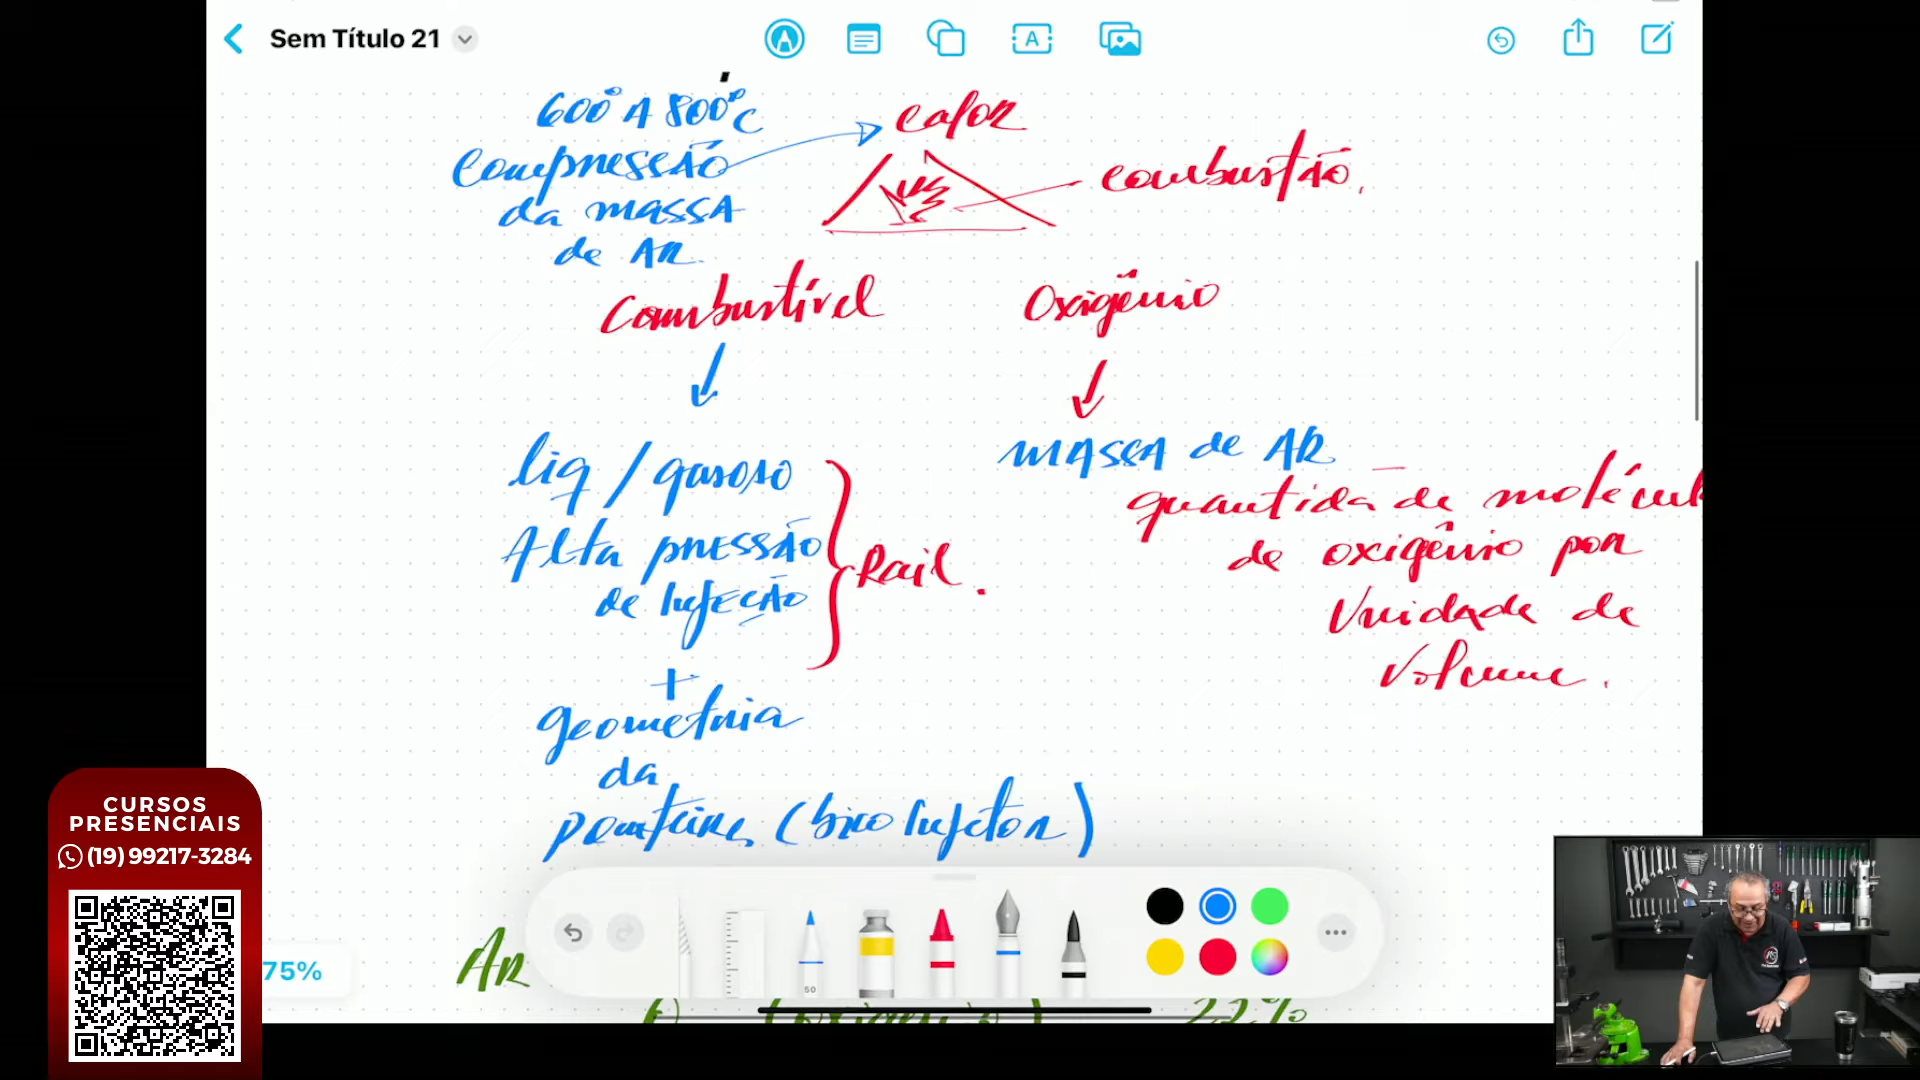 Sem Título 21
600° A 800°C
Calor
Compressão
combustão.
da massa
de AR
Combustível
Oxigênio
liq / gasoso
Massa de AR
quantida de molécul
Alta pressão
de oxigênio por
Rail.
de Injeção
Unidade de
Volume.
+
geometria
da
ponteira (bico Injetor)
CURSOS
PRESENCIAIS
(19) 99217-3284
AR
75%
50
22%